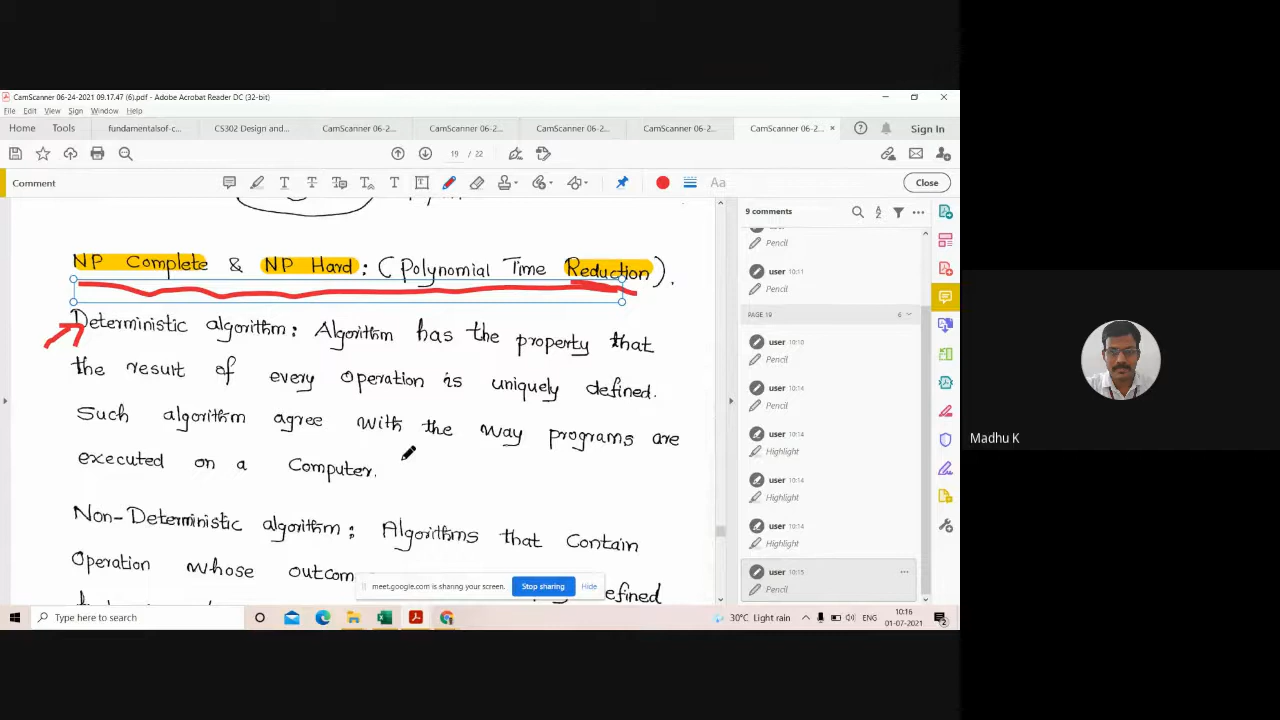 CamScanner 06-24-2021 09.17.47 (6).pdf - Adobe Acrobat Reader DC (32-bit)
File Edit View Sign Window Help
Home Tools fundamentalsof-c... CS302 Design and... CamScanner 06-2... CamScanner 06-2... CamScanner 06-2... CamScanner 06-2... CamScanner 06-2... × Sign In
19 / 22
Comment Close
NP Complete & NP Hard : (Polynomial Time Reduction).
Deterministic algorithm: Algorithm has the property that
the result of every Operation is uniquely defined.
Such algorithm agree with the way programs are
executed on a Computer.
Non-Deterministic algorithm: Algorithms that Contain
Operation whose
defined
meet.google.com is sharing your screen. Stop sharing Hide
9 comments
Pencil
user 10:11
Pencil
PAGE 19 6
user 10:10
Pencil
user 10:14
Pencil
user 10:14
Highlight
user 10:14
Highlight
user 10:14
Highlight
user 10:15
Pencil
Type here to search
30°C Light rain ENG 10:16
01-07-2021
2
Madhu K